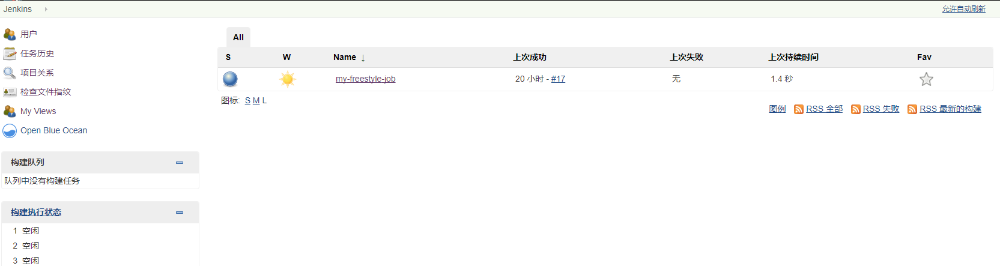 Jenkins
允许自动刷新
用户
任务历史
项目关系
检查文件指纹
My Views
Open Blue Ocean
构建队列
队列中没有构建任务
构建执行状态
1 空闲
2 空闲
3 空闲
All
S W Name ↓ 上次成功 上次失败 上次持续时间 Fav
my-freestyle-job 20 小时 - #17 无 1.4 秒
图标: S M L
图例 RSS 全部 RSS 失败 RSS 最新的构建